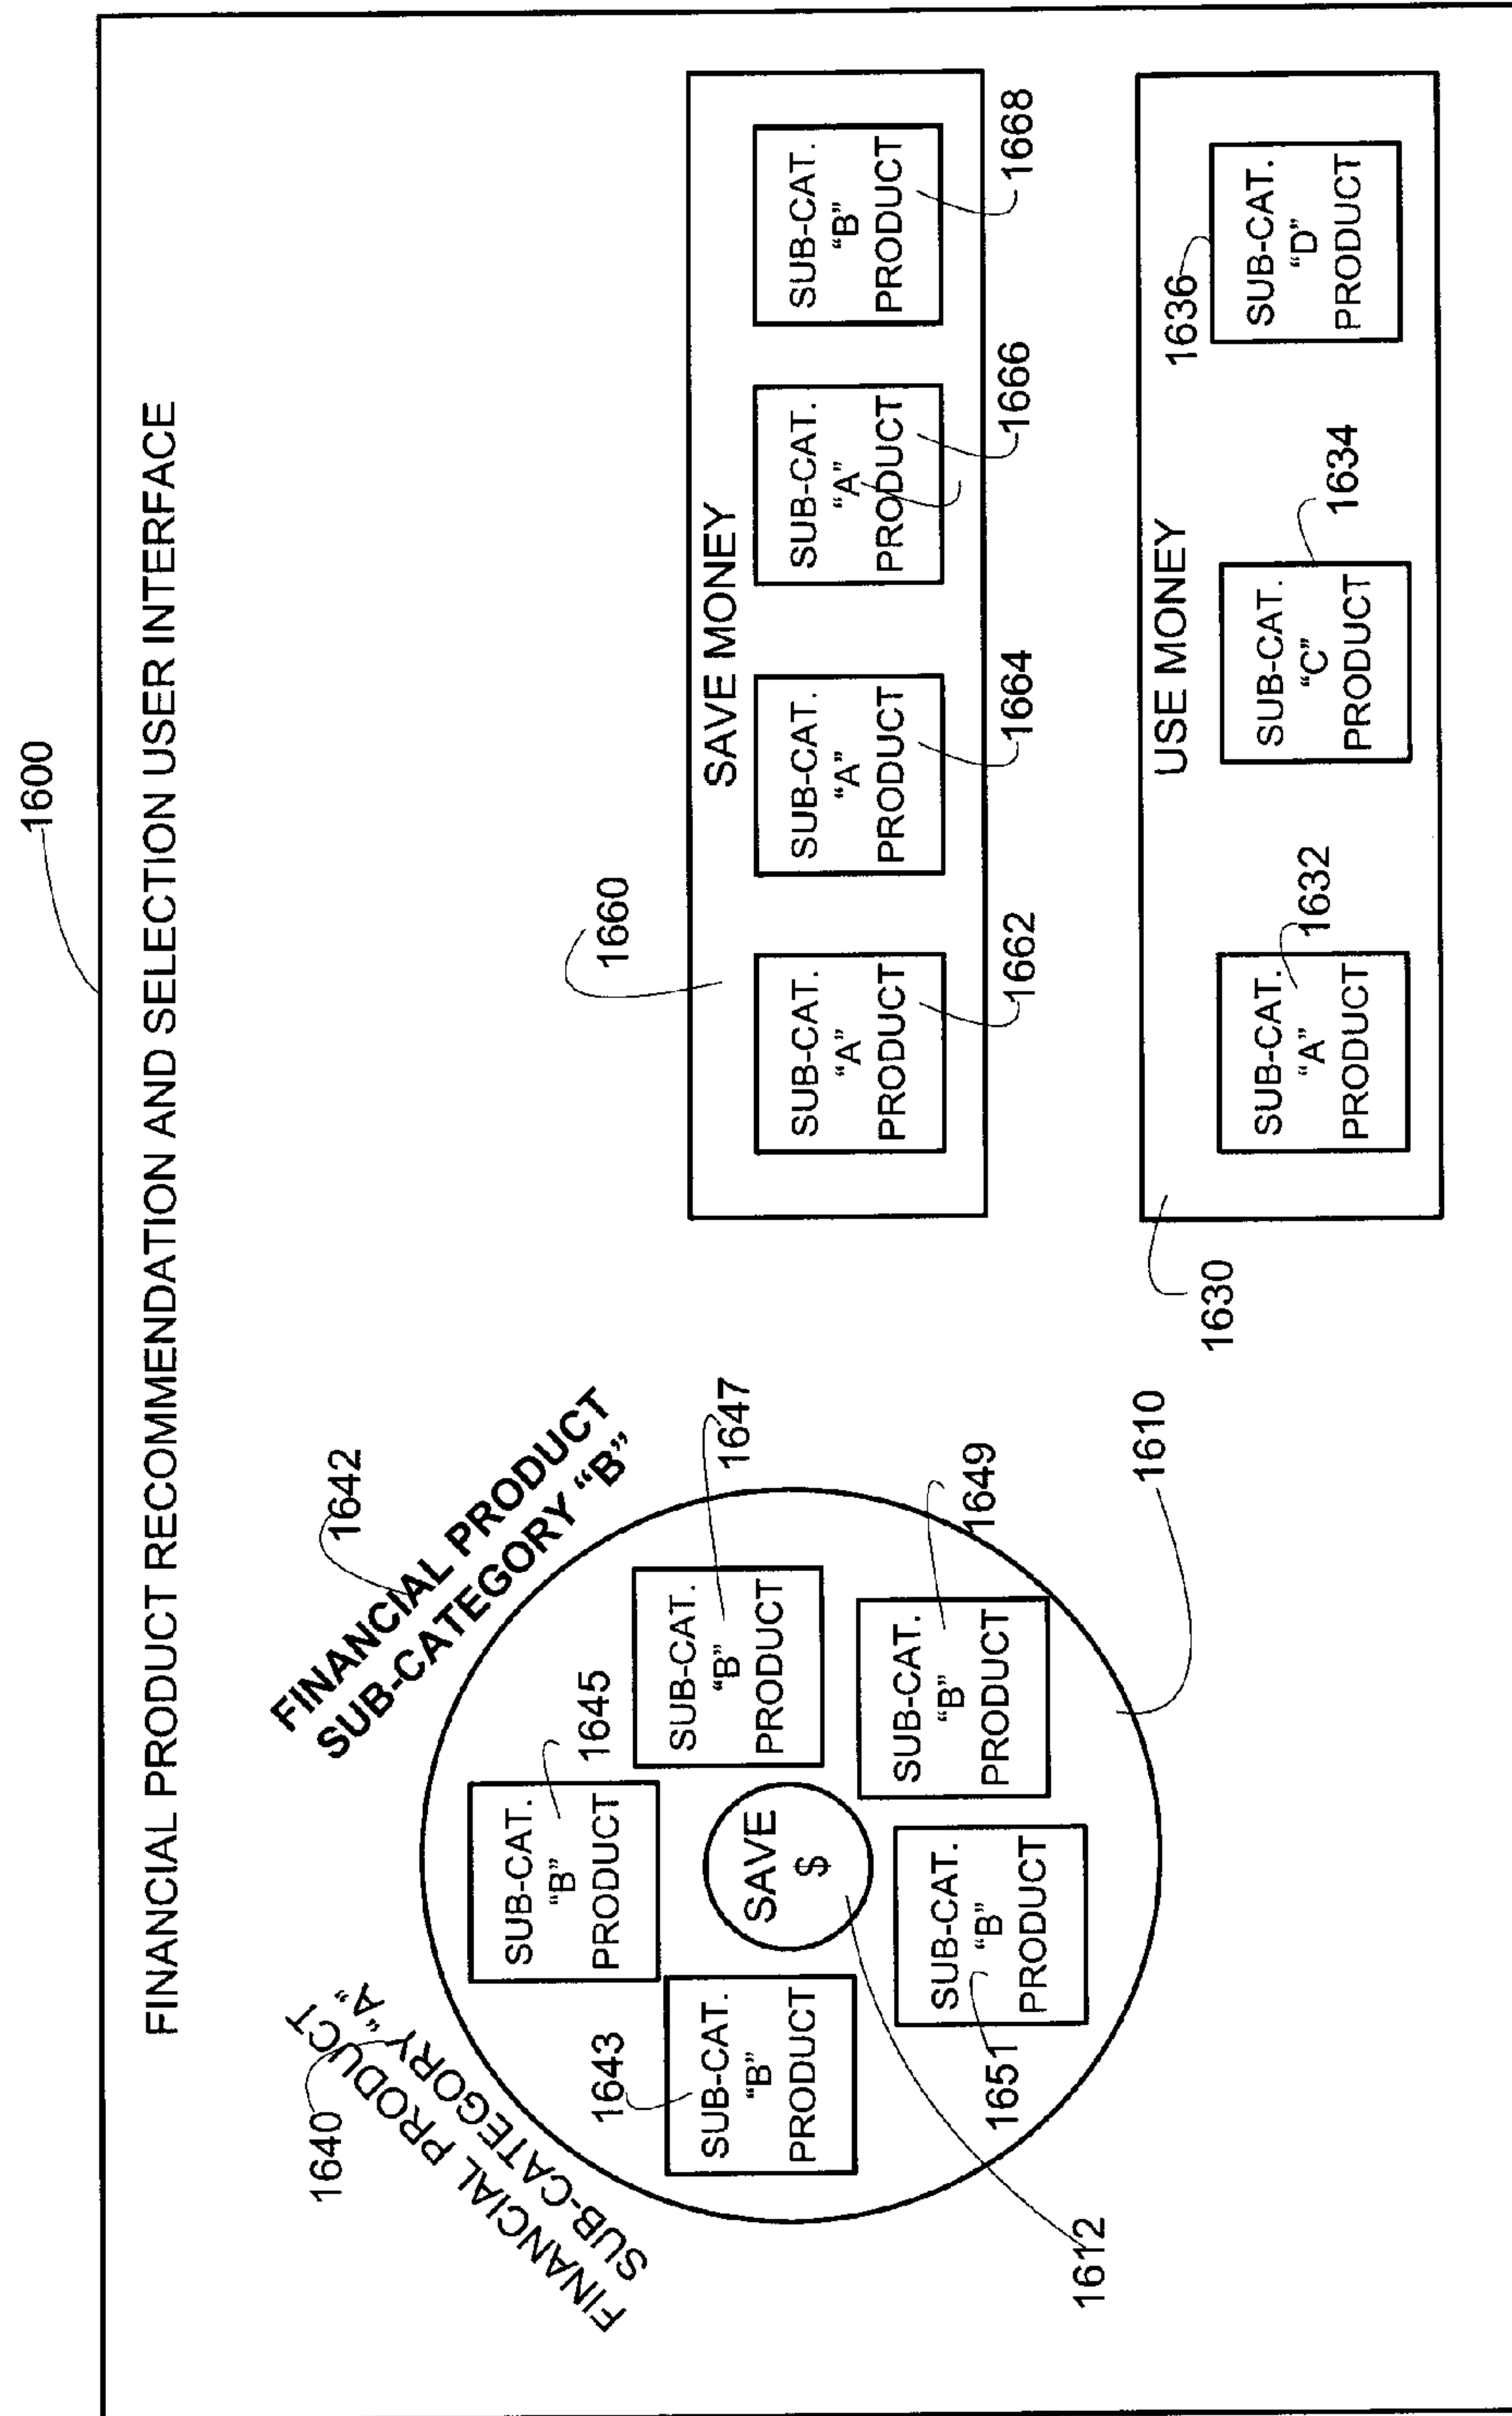 1600
FINANCIAL PRODUCT RECOMMENDATION AND SELECTION USER INTERFACE
1640
FINANCIAL PRODUCT
SUB-CATEGORY “A”
1642
FINANCIAL PRODUCT
SUB-CATEGORY “B”
1643
SUB-CAT.
“B”
PRODUCT
SUB-CAT.
“B”
PRODUCT
1645
SUB-CAT.
“B”
PRODUCT
1647
SAVE
$
SUB-CAT.
“B”
PRODUCT
1649
SUB-CAT.
“B”
PRODUCT
1651
1612
1610
1660
SAVE MONEY
SUB-CAT.
“A”
PRODUCT
SUB-CAT.
“A”
PRODUCT
SUB-CAT.
“A”
PRODUCT
SUB-CAT.
“B”
PRODUCT
1662
1664
1666
1668
1630
USE MONEY
SUB-CAT.
“A”
PRODUCT
1632
SUB-CAT.
“C”
PRODUCT
1634
1636
SUB-CAT.
“D”
PRODUCT